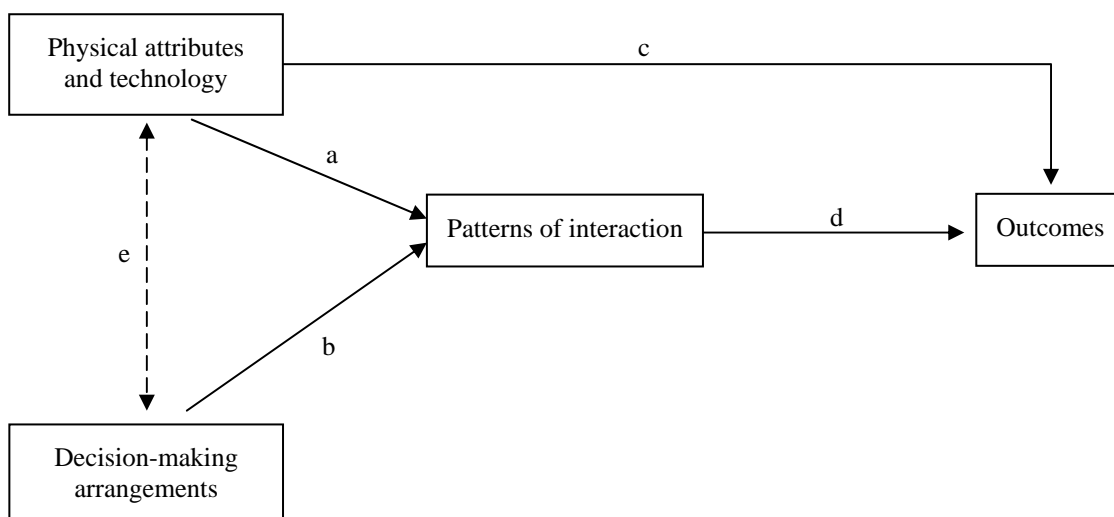 Physical attributes
and technology
c
a
Patterns of interaction
d
Outcomes
e
b
Decision-making
arrangements